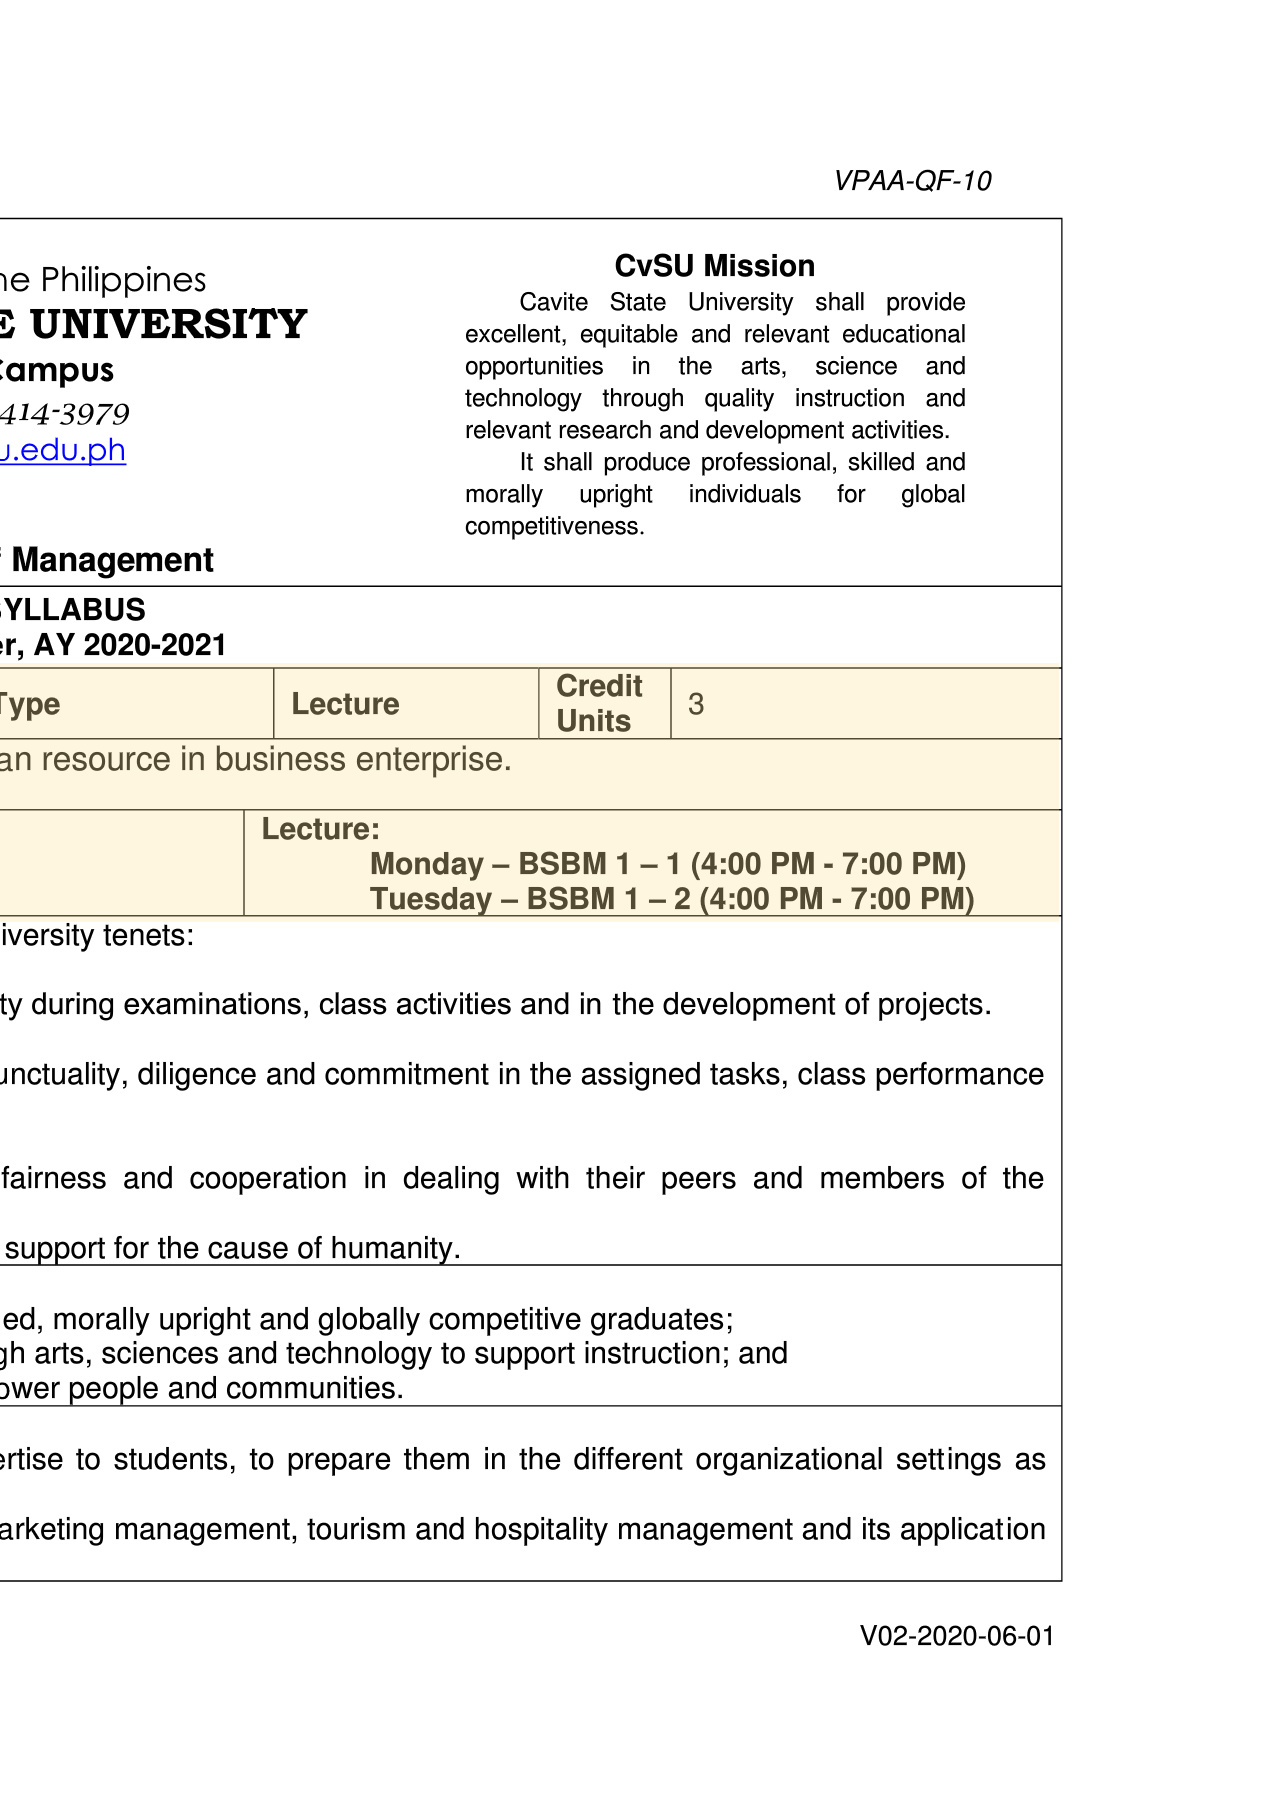 VPAA-QF-10
ne Philippines
E UNIVERSITY
Campus
414-3979
u.edu.ph
f Management
CvSU Mission
Cavite State University shall provide
excellent, equitable and relevant educational
opportunities in the arts, science and
technology through quality instruction and
relevant research and development activities.
It shall produce professional, skilled and
morally upright individuals for global
competitiveness.
SYLLABUS
er, AY 2020-2021
Type Lecture Credit Units 3
an resource in business enterprise.
Lecture:
Monday – BSBM 1 – 1 (4:00 PM - 7:00 PM)
Tuesday – BSBM 1 – 2 (4:00 PM - 7:00 PM)
iversity tenets:
ty during examinations, class activities and in the development of projects.
unctuality, diligence and commitment in the assigned tasks, class performance
fairness and cooperation in dealing with their peers and members of the
support for the cause of humanity.
ned, morally upright and globally competitive graduates;
gh arts, sciences and technology to support instruction; and
ower people and communities.
ertise to students, to prepare them in the different organizational settings as
arketing management, tourism and hospitality management and its application
V02-2020-06-01